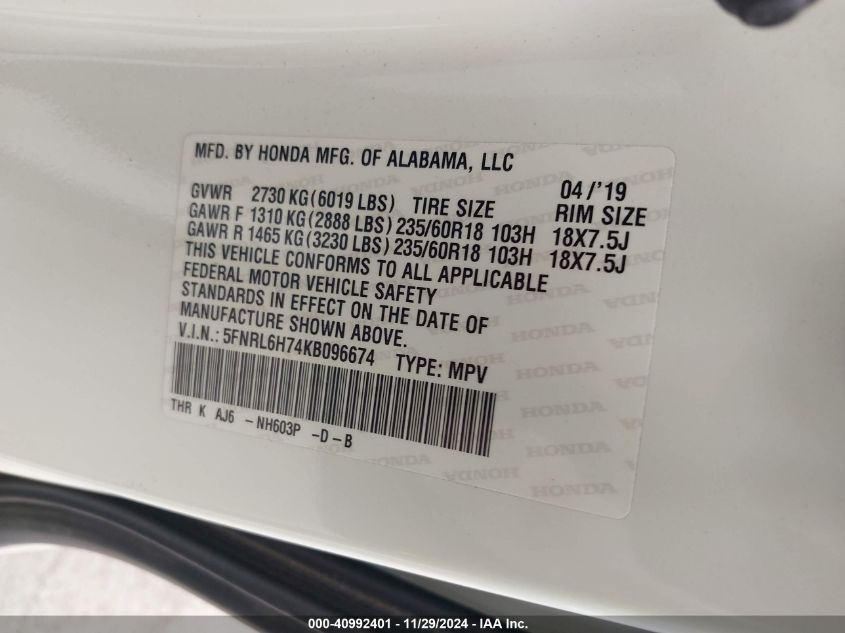 MFD. BY HONDA MFG. OF ALABAMA, LLC
04 /'19
GVWR 2730 KG (6019 LBS) TIRE SIZE RIM SIZE
GAWR F 1310 KG (2888 LBS) 235/60R18 103H 18X7.5J
GAWR R 1465 KG (3230 LBS) 235/60R18 103H 18X7.5J
THIS VEHICLE CONFORMS TO ALL APPLICABLE
FEDERAL MOTOR VEHICLE SAFETY
STANDARDS IN EFFECT ON THE DATE OF
MANUFACTURE SHOWN ABOVE.
V.I.N.: 5FNRL6H74KB096674 TYPE: MPV
THR K AJ6 -NH603P -D-B
000-40992401 - 11/29/2024 - IAA Inc.